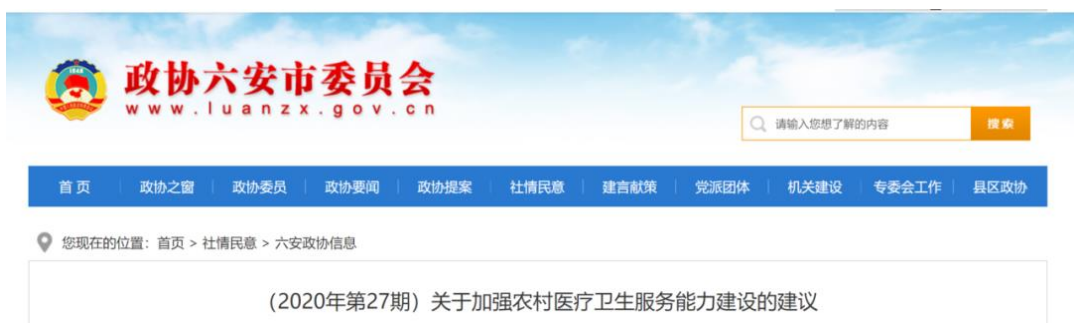 政协六安市委员会
www.luanzx.gov.cn
请输入您想了解的内容 搜索
首页 政协之窗 政协委员 政协要闻 政协提案 社情民意 建言献策 党派团体 机关建设 专委会工作 县区政协
您现在的位置：首页 > 社情民意 > 六安政协信息
（2020年第27期）关于加强农村医疗卫生服务能力建设的建议